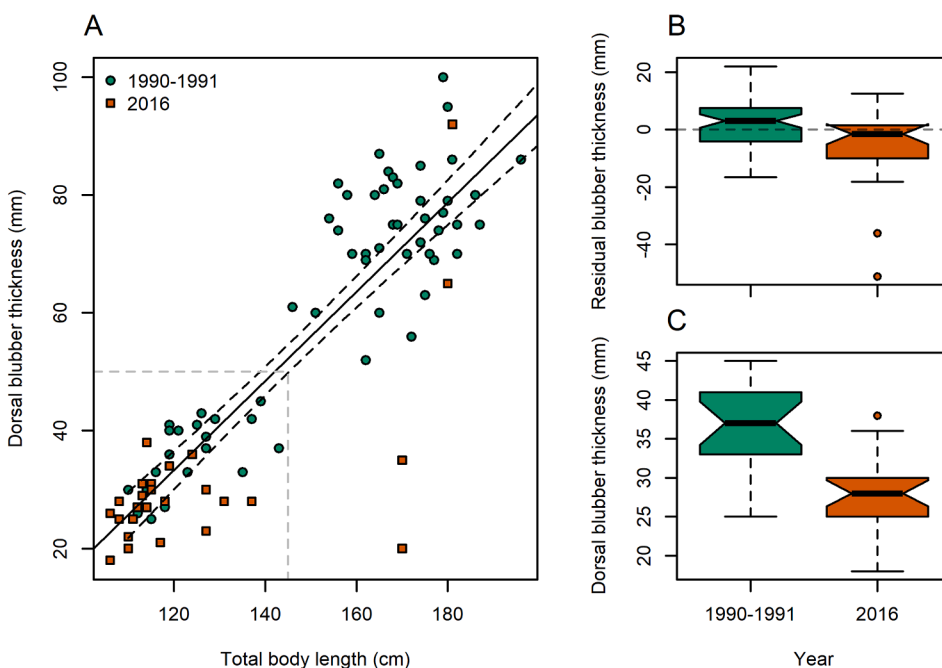 A
Dorsal blubber thickness (mm)
100
80
60
40
20
1990-1991
2016
120
140
160
180
Total body length (cm)
B
Residual blubber thickness (mm)
20
0
-20
-40
C
Dorsal blubber thickness (mm)
45
40
35
30
25
20
1990-1991
2016
Year